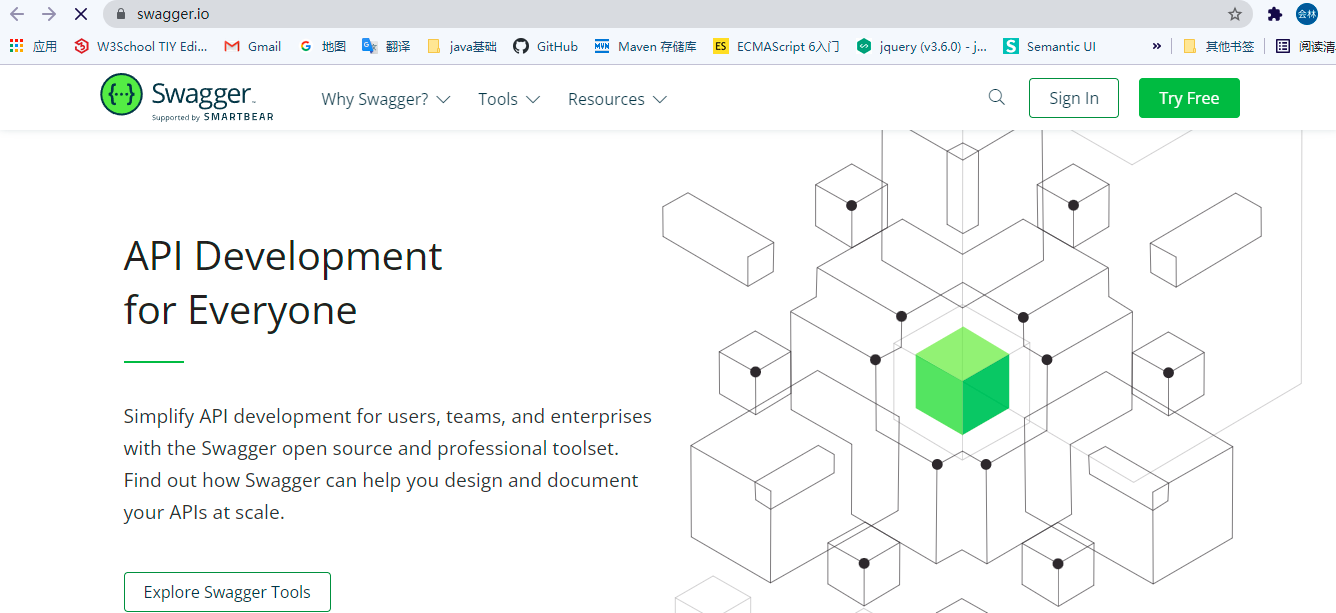 swagger.io
会林
应用
W3School TIY Edi...
Gmail
地图
翻译
java基础
GitHub
MVN
Maven 存储库
ES
ECMAScript 6入门
jquery (v3.6.0) - j...
S
Semantic UI
»
其他书签
阅读清
{···}
Swagger™
Supported by SMARTBEAR
Why Swagger?
Tools
Resources
Sign In
Try Free
API Development
for Everyone
Simplify API development for users, teams, and enterprises
with the Swagger open source and professional toolset.
Find out how Swagger can help you design and document
your APIs at scale.
Explore Swagger Tools